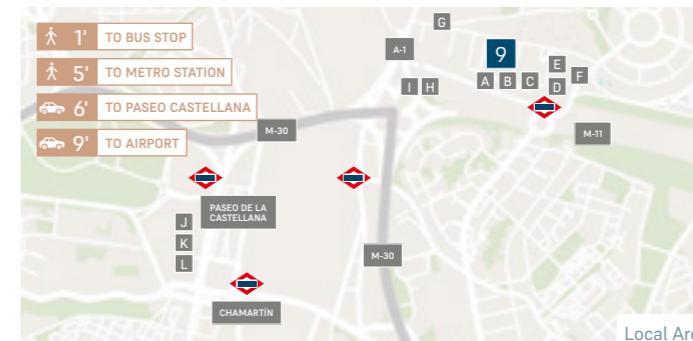 1' TO BUS STOP
5' TO METRO STATION
6' TO PASEO CASTELLANA
9' TO AIRPORT
G
A-1
9
E
F
A B C D
I H
M-30
M-11
PASEO DE LA
CASTELLANA
J
K
L
M-30
CHAMARTÍN
Local Are